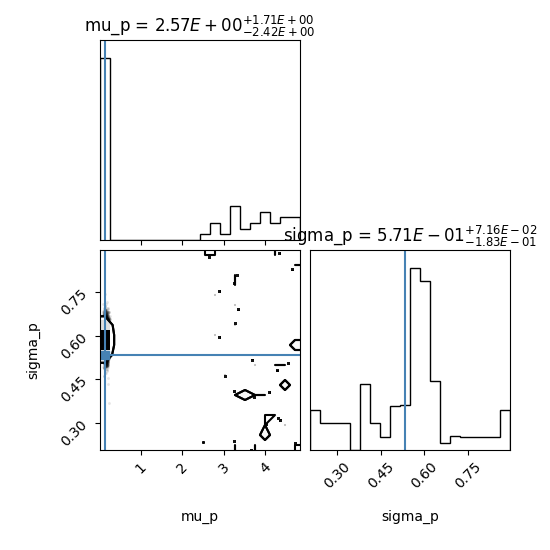 mu_p = 2.57E + 00 +1.71E + 00 −2.42E + 00
sigma_p = 5.71E − 01 +7.16E − 02 −1.83E − 01
sigma_p
0.75
0.60
0.45
0.30
1 2 3 4
0.30 0.45 0.60 0.75
mu_p
sigma_p